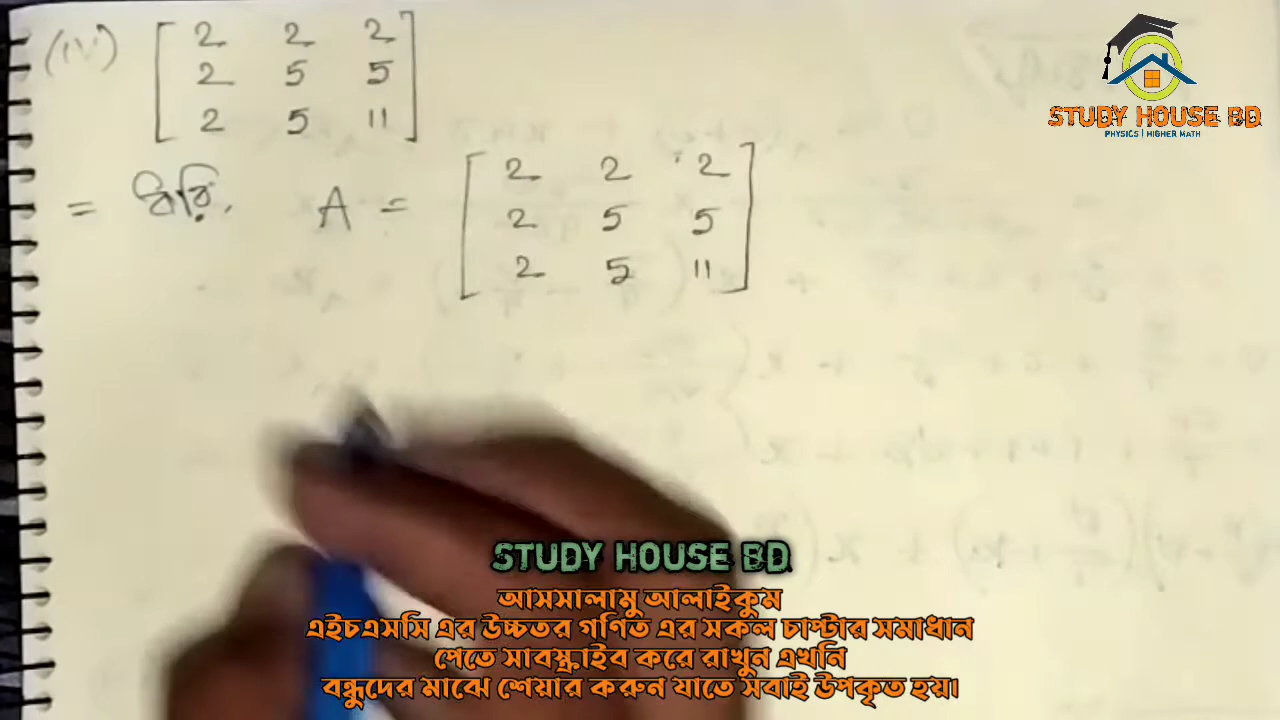 (iv) [ 2 2 2
2 5 5
2 5 11 ]
= ধরি, A = [ 2 2 2
2 5 5
2 5 11 ]
STUDY HOUSE BD
PHYSICS | HIGHER MATH
STUDY HOUSE BD
আসসালামু আলাইকুম
এইচএসসি এর উচ্চতর গণিত এর সকল চাপ্টার সমাধান
পেতে সাবস্ক্রাইব করে রাখুন এখনি
বন্ধুদের মাঝে শেয়ার করুন যাতে সবাই উপকৃত হয়।